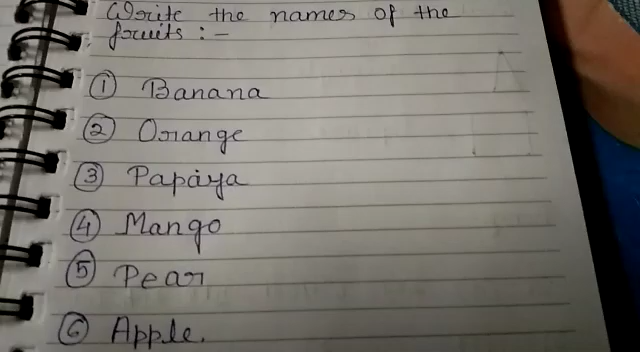 Write the names of the
fruits : -
① Banana
② Orange
③ Papaya
④ Mango
⑤ Pear
⑥ Apple.